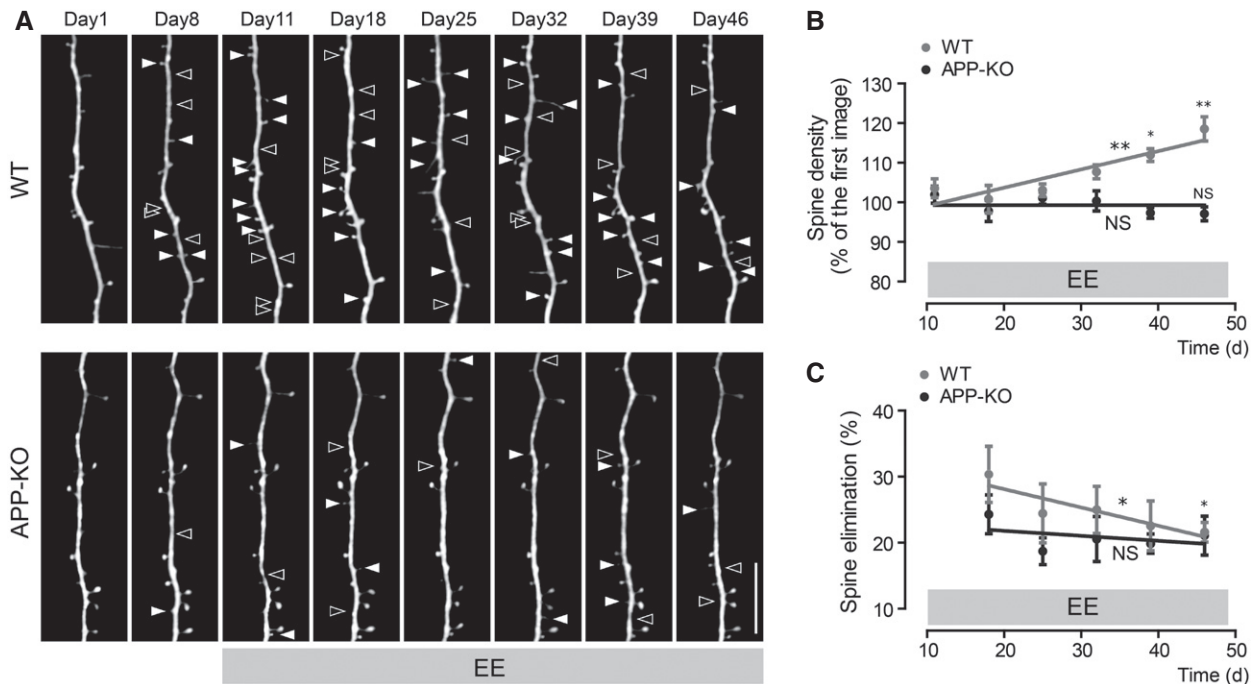 A
Day1 Day8 Day11 Day18 Day25 Day32 Day39 Day46
WT
APP-KO
EE
B
WT
APP-KO
Spine density
(% of the first image)
130
120
110
100
90
80
**
*
**
NS
NS
EE
10 20 30 40 50
Time (d)
C
WT
APP-KO
Spine elimination (%)
40
30
20
10
*
*
NS
EE
10 20 30 40 50
Time (d)